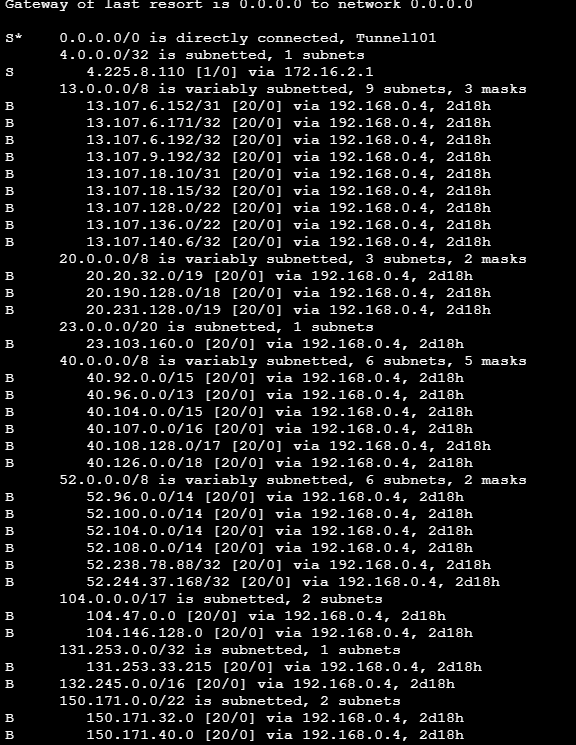 Gateway of last resort is 0.0.0.0 to network 0.0.0.0
S* 0.0.0.0/0 is directly connected, Tunnel101
4.0.0.0/32 is subnetted, 1 subnets
S 4.225.8.110 [1/0] via 172.16.2.1
13.0.0.0/8 is variably subnetted, 9 subnets, 3 masks
B 13.107.6.152/31 [20/0] via 192.168.0.4, 2d18h
B 13.107.6.171/32 [20/0] via 192.168.0.4, 2d18h
B 13.107.6.192/32 [20/0] via 192.168.0.4, 2d18h
B 13.107.9.192/32 [20/0] via 192.168.0.4, 2d18h
B 13.107.18.10/31 [20/0] via 192.168.0.4, 2d18h
B 13.107.18.15/32 [20/0] via 192.168.0.4, 2d18h
B 13.107.128.0/22 [20/0] via 192.168.0.4, 2d18h
B 13.107.136.0/22 [20/0] via 192.168.0.4, 2d18h
B 13.107.140.6/32 [20/0] via 192.168.0.4, 2d18h
20.0.0.0/8 is variably subnetted, 3 subnets, 2 masks
B 20.20.32.0/19 [20/0] via 192.168.0.4, 2d18h
B 20.190.128.0/18 [20/0] via 192.168.0.4, 2d18h
B 20.231.128.0/19 [20/0] via 192.168.0.4, 2d18h
23.0.0.0/20 is subnetted, 1 subnets
B 23.103.160.0 [20/0] via 192.168.0.4, 2d18h
40.0.0.0/8 is variably subnetted, 6 subnets, 5 masks
B 40.92.0.0/15 [20/0] via 192.168.0.4, 2d18h
B 40.96.0.0/13 [20/0] via 192.168.0.4, 2d18h
B 40.104.0.0/15 [20/0] via 192.168.0.4, 2d18h
B 40.107.0.0/16 [20/0] via 192.168.0.4, 2d18h
B 40.108.128.0/17 [20/0] via 192.168.0.4, 2d18h
B 40.126.0.0/18 [20/0] via 192.168.0.4, 2d18h
52.0.0.0/8 is variably subnetted, 6 subnets, 2 masks
B 52.96.0.0/14 [20/0] via 192.168.0.4, 2d18h
B 52.100.0.0/14 [20/0] via 192.168.0.4, 2d18h
B 52.104.0.0/14 [20/0] via 192.168.0.4, 2d18h
B 52.108.0.0/14 [20/0] via 192.168.0.4, 2d18h
B 52.238.78.88/32 [20/0] via 192.168.0.4, 2d18h
B 52.244.37.168/32 [20/0] via 192.168.0.4, 2d18h
104.0.0.0/17 is subnetted, 2 subnets
B 104.47.0.0 [20/0] via 192.168.0.4, 2d18h
B 104.146.128.0 [20/0] via 192.168.0.4, 2d18h
131.253.0.0/32 is subnetted, 1 subnets
B 131.253.33.215 [20/0] via 192.168.0.4, 2d18h
B 132.245.0.0/16 [20/0] via 192.168.0.4, 2d18h
150.171.0.0/22 is subnetted, 2 subnets
B 150.171.32.0 [20/0] via 192.168.0.4, 2d18h
B 150.171.40.0 [20/0] via 192.168.0.4, 2d18h